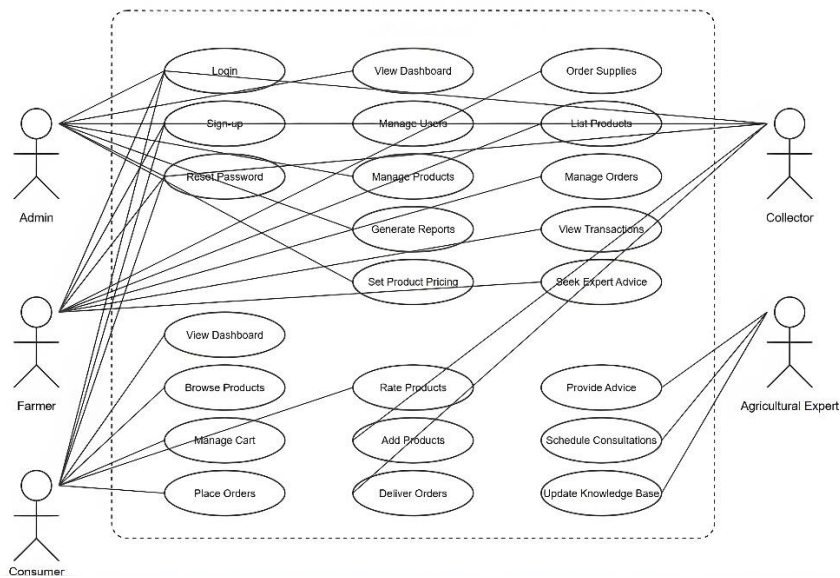 Login
View Dashboard
Order Supplies
Sign-up
Manage Users
List Products
Admin
Collector
Reset Password
Manage Products
Manage Orders
Generate Reports
View Transactions
Set Product Pricing
Seek Expert Advice
View Dashboard
Farmer
Agricultural Expert
Browse Products
Rate Products
Provide Advice
Manage Cart
Add Products
Schedule Consultations
Place Orders
Deliver Orders
Update Knowledge Base
Consumer